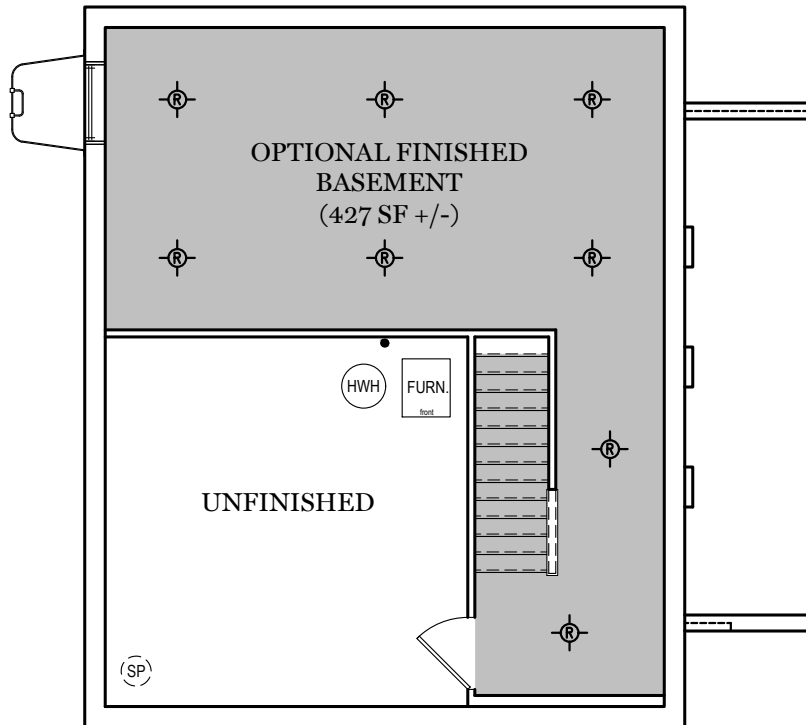 R R R
OPTIONAL FINISHED
BASEMENT
(427 SF +/-)
R R R
HWH
FURN.
front
R
UNFINISHED
R
SP